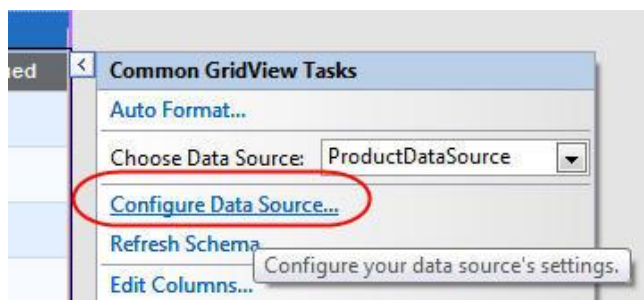 Common GridView Tasks
Auto Format...
Choose Data Source: ProductDataSource
Configure Data Source...
Refresh Schema
Configure your data source's settings.
Edit Columns...